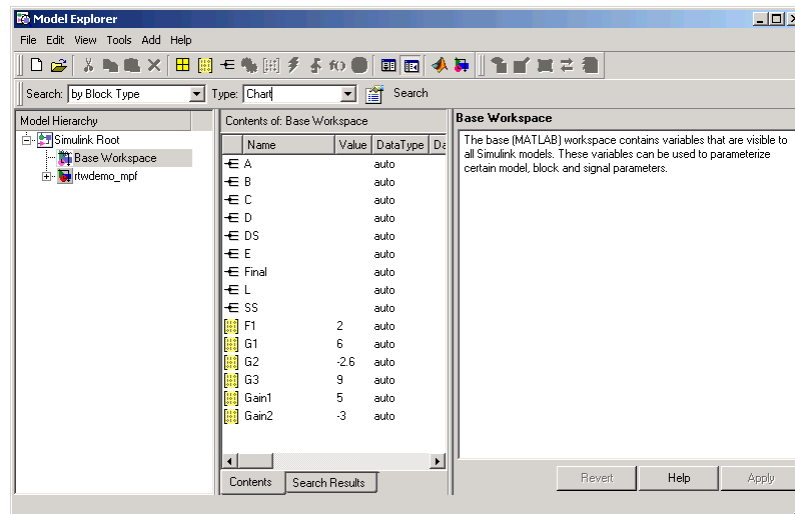 Model Explorer
File Edit View Tools Add Help
Search: by Block Type Type: Chart Search
Model Hierarchy
Simulink Root
Base Workspace
rtwdemo_mpf
Contents of: Base Workspace
Name Value DataType Da
A auto
B auto
C auto
D auto
DS auto
E auto
Final auto
L auto
SS auto
F1 2 auto
G1 6 auto
G2 -2.6 auto
G3 9 auto
Gain1 5 auto
Gain2 -3 auto
Contents Search Results
Base Workspace
The base (MATLAB) workspace contains variables that are visible to
all Simulink models. These variables can be used to parameterize
certain model, block and signal parameters.
Revert Help Apply